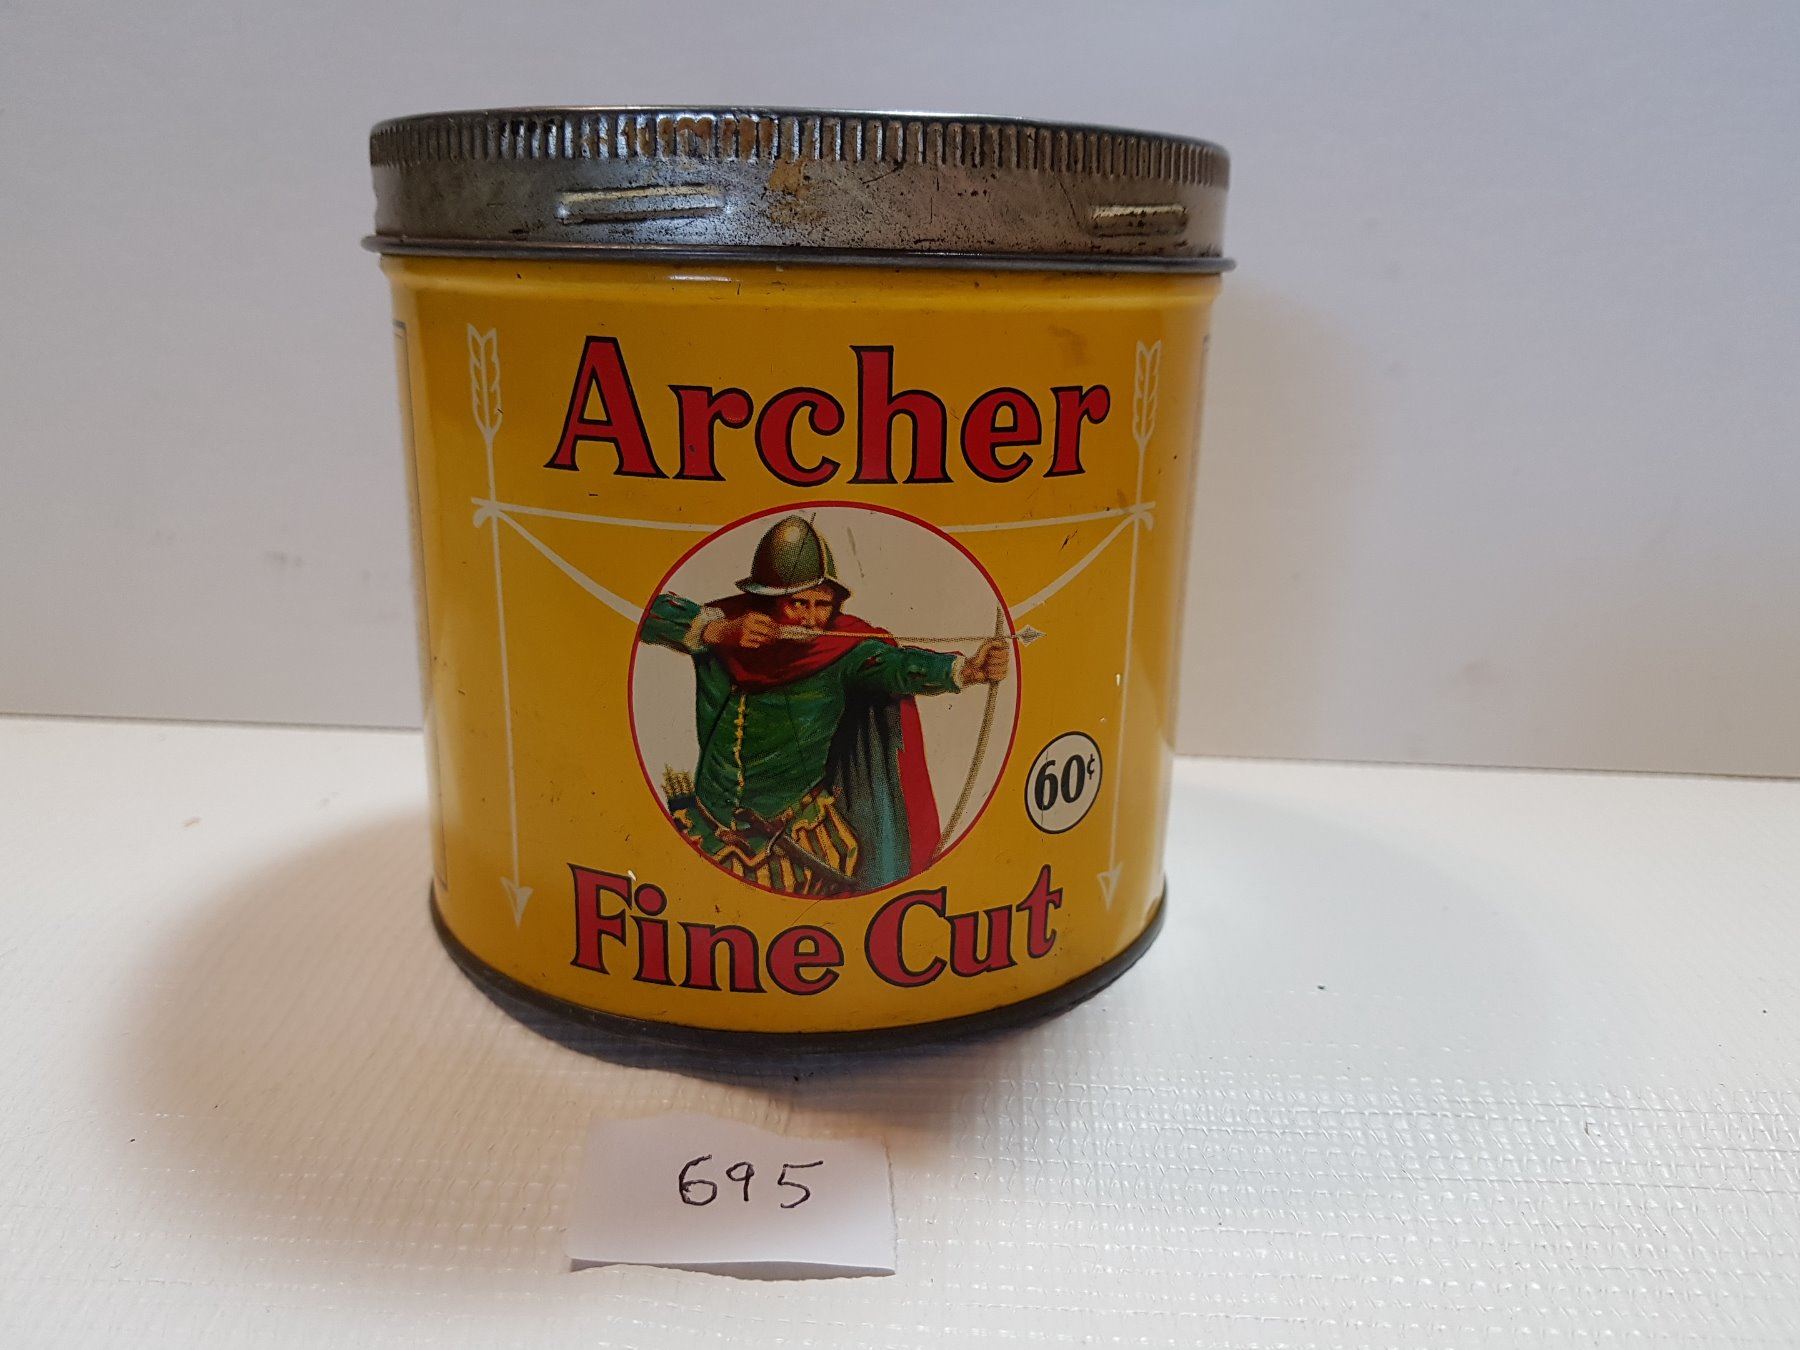 Archer
60¢
Fine Cut
695